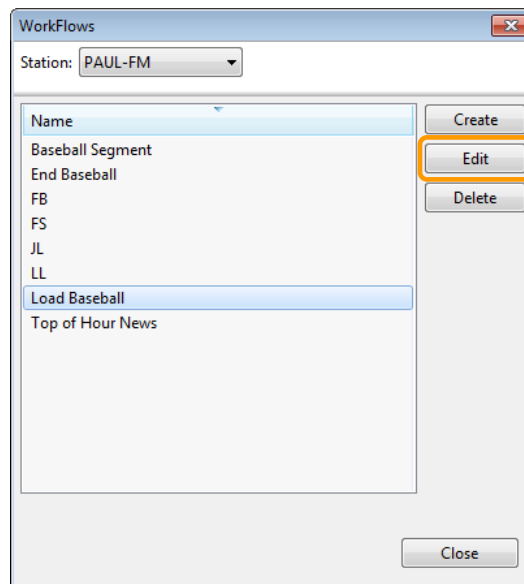 WorkFlows
Station: PAUL-FM
Name
Create
Baseball Segment
Edit
End Baseball
FB
Delete
FS
JL
LL
Load Baseball
Top of Hour News
Close